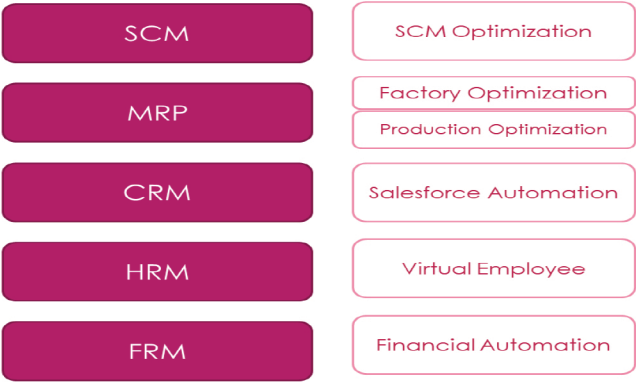 SCM
SCM Optimization
MRP
Factory Optimization
Production Optimization
CRM
Salesforce Automation
HRM
Virtual Employee
FRM
Financial Automation